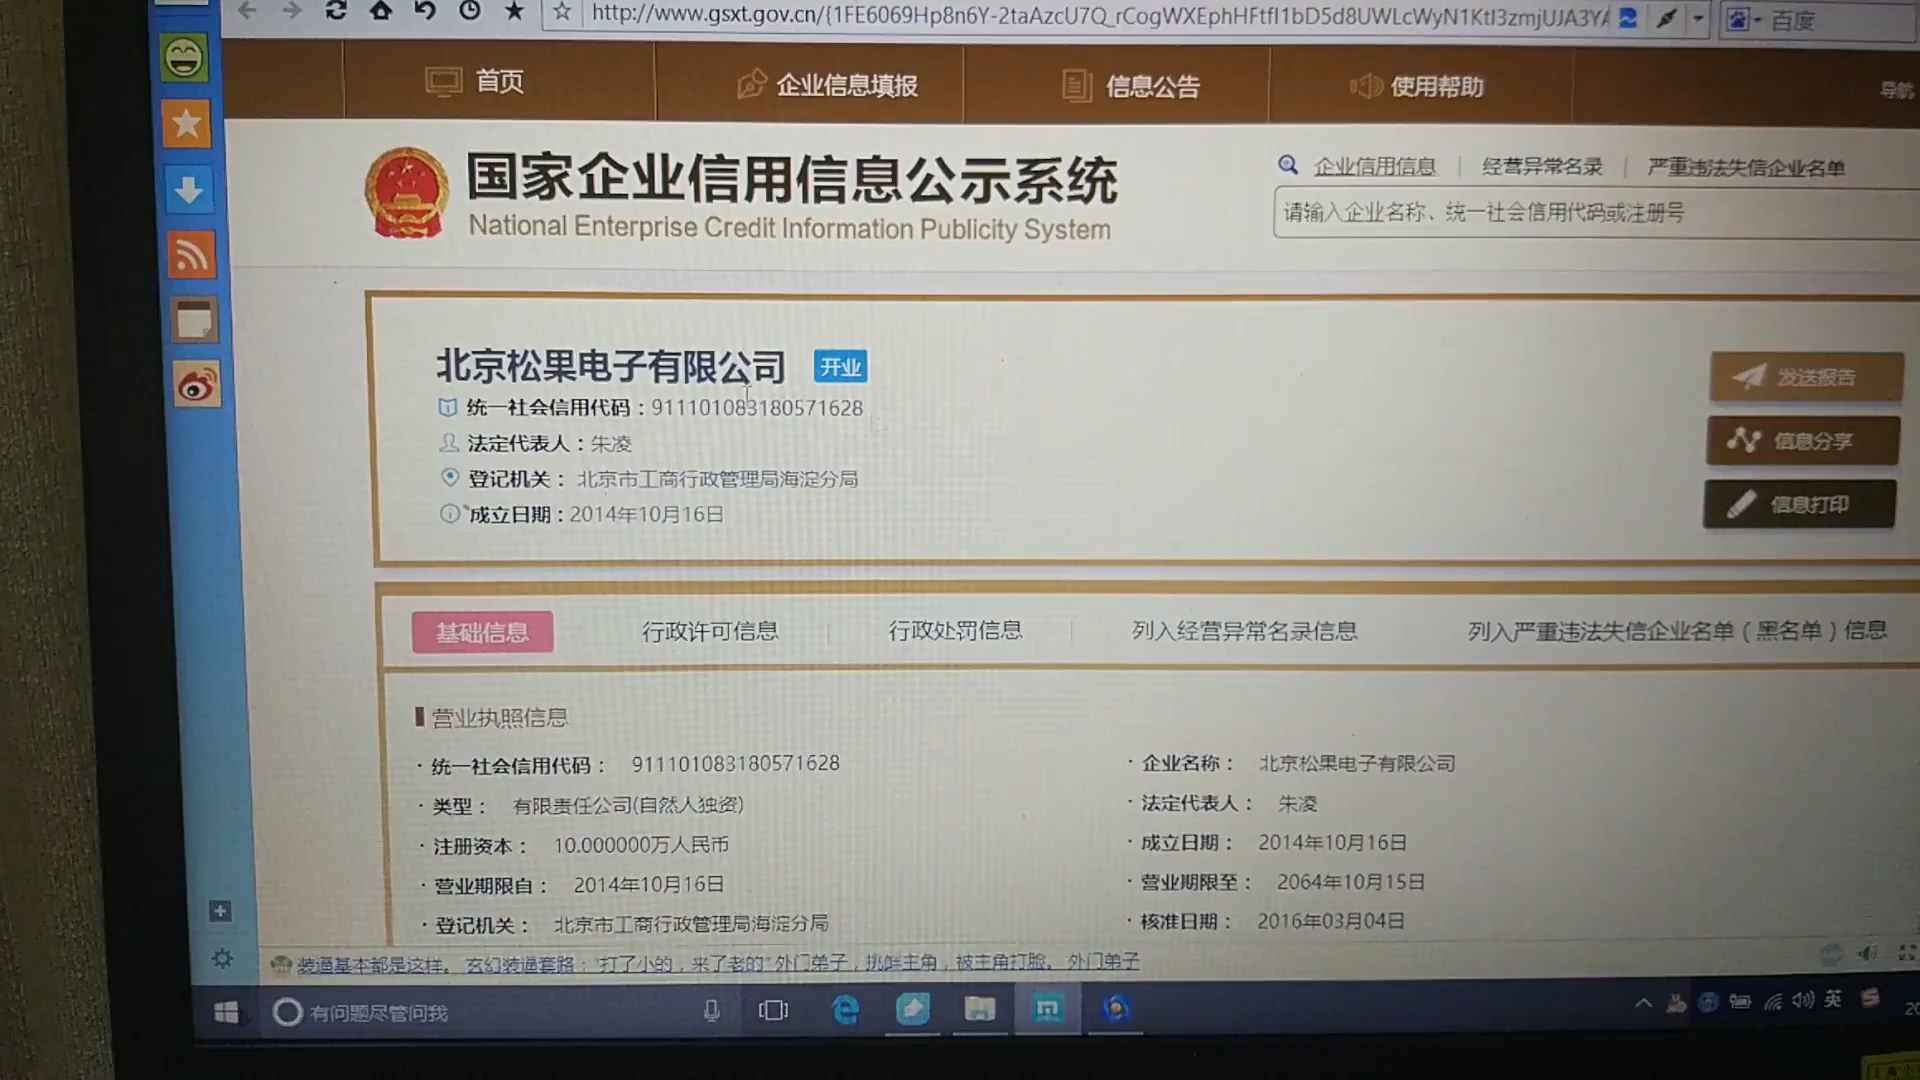 http://www.gsxt.gov.cn/{1FE6069Hp8n6Y-2taAzcU7Q_rCogWXEphHFtfI1bD5d8UWLcWyN1KtI3zmjUJA3YA 百度
首页 企业信息填报 信息公告 使用帮助 导航
国家企业信用信息公示系统
National Enterprise Credit Information Publicity System
企业信用信息 | 经营异常名录 | 严重违法失信企业名单
请输入企业名称、统一社会信用代码或注册号
北京松果电子有限公司 开业
统一社会信用代码：911101083180571628
法定代表人：朱凌
登记机关： 北京市工商行政管理局海淀分局
成立日期：2014年10月16日
发送报告
信息分享
信息打印
基础信息 行政许可信息 行政处罚信息 列入经营异常名录信息 列入严重违法失信企业名单（黑名单）信息
营业执照信息
· 统一社会信用代码： 911101083180571628 · 企业名称： 北京松果电子有限公司
· 类型： 有限责任公司(自然人独资) · 法定代表人： 朱凌
· 注册资本： 10.000000万人民币 · 成立日期： 2014年10月16日
· 营业期限自： 2014年10月16日 · 营业期限至： 2064年10月15日
· 登记机关： 北京市工商行政管理局海淀分局 · 核准日期： 2016年03月04日
装逼基本都是这样。 玄幻装逼套路：“打了小的，来了老的” 外门弟子，挑衅主角，被主角打脸。 外门弟子
有问题尽管问我 英 20